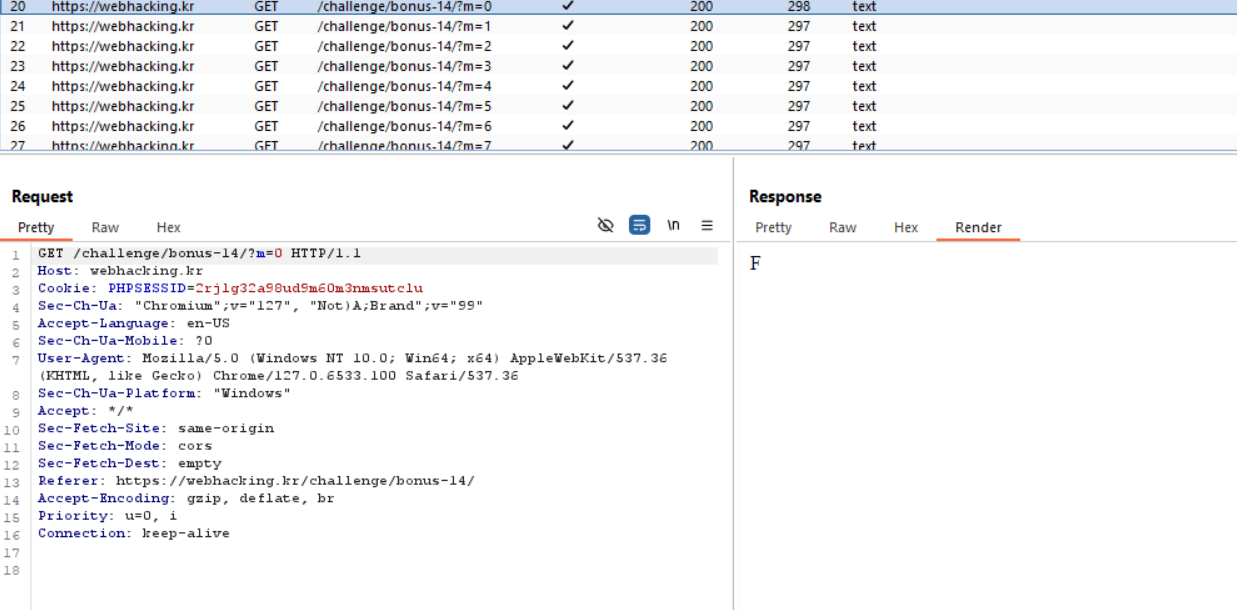 20 https://webhacking.kr GET /challenge/bonus-14/?m=0 ✓ 200 298 text
21 https://webhacking.kr GET /challenge/bonus-14/?m=1 ✓ 200 297 text
22 https://webhacking.kr GET /challenge/bonus-14/?m=2 ✓ 200 297 text
23 https://webhacking.kr GET /challenge/bonus-14/?m=3 ✓ 200 297 text
24 https://webhacking.kr GET /challenge/bonus-14/?m=4 ✓ 200 297 text
25 https://webhacking.kr GET /challenge/bonus-14/?m=5 ✓ 200 297 text
26 https://webhacking.kr GET /challenge/bonus-14/?m=6 ✓ 200 297 text
27 https://webhacking.kr GET /challenge/bonus-14/?m=7 ✓ 200 297 text
Request
Pretty Raw Hex \n
1 GET /challenge/bonus-14/?m=0 HTTP/1.1
2 Host: webhacking.kr
3 Cookie: PHPSESSID=2rjlg32a98ud9m60m3nmsutclu
4 Sec-Ch-Ua: "Chromium";v="127", "Not)A;Brand";v="99"
5 Accept-Language: en-US
6 Sec-Ch-Ua-Mobile: ?0
7 User-Agent: Mozilla/5.0 (Windows NT 10.0; Win64; x64) AppleWebKit/537.36
(KHTML, like Gecko) Chrome/127.0.6533.100 Safari/537.36
8 Sec-Ch-Ua-Platform: "Windows"
9 Accept: */*
10 Sec-Fetch-Site: same-origin
11 Sec-Fetch-Mode: cors
12 Sec-Fetch-Dest: empty
13 Referer: https://webhacking.kr/challenge/bonus-14/
14 Accept-Encoding: gzip, deflate, br
15 Priority: u=0, i
16 Connection: keep-alive
17
18
Response
Pretty Raw Hex Render
F